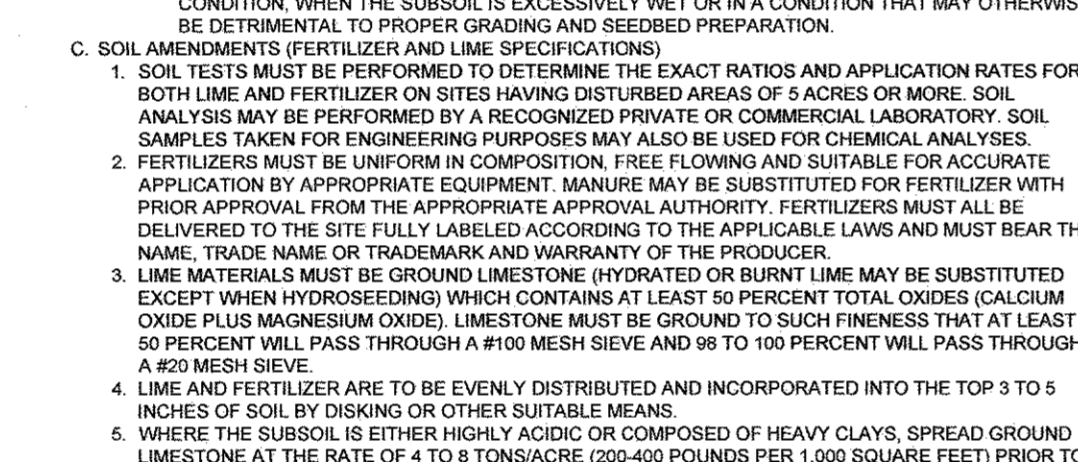 CONDITION, WHEN THE SUBSOIL IS EXCESSIVELY WET OR IN A CONDITION THAT MAY OTHERWIS
BE DETRIMENTAL TO PROPER GRADING AND SEEDBED PREPARATION.
C. SOIL AMENDMENTS (FERTILIZER AND LIME SPECIFICATIONS)
1. SOIL TESTS MUST BE PERFORMED TO DETERMINE THE EXACT RATIOS AND APPLICATION RATES FOR
BOTH LIME AND FERTILIZER ON SITES HAVING DISTURBED AREAS OF 5 ACRES OR MORE. SOIL
ANALYSIS MAY BE PERFORMED BY A RECOGNIZED PRIVATE OR COMMERCIAL LABORATORY. SOIL
SAMPLES TAKEN FOR ENGINEERING PURPOSES MAY ALSO BE USED FOR CHEMICAL ANALYSES.
2. FERTILIZERS MUST BE UNIFORM IN COMPOSITION, FREE FLOWING AND SUITABLE FOR ACCURATE
APPLICATION BY APPROPRIATE EQUIPMENT. MANURE MAY BE SUBSTITUTED FOR FERTILIZER WITH
PRIOR APPROVAL FROM THE APPROPRIATE APPROVAL AUTHORITY. FERTILIZERS MUST ALL BE
DELIVERED TO THE SITE FULLY LABELED ACCORDING TO THE APPLICABLE LAWS AND MUST BEAR TH
NAME, TRADE NAME OR TRADEMARK AND WARRANTY OF THE PRODUCER.
3. LIME MATERIALS MUST BE GROUND LIMESTONE (HYDRATED OR BURNT LIME MAY BE SUBSTITUTED
EXCEPT WHEN HYDROSEEDING) WHICH CONTAINS AT LEAST 50 PERCENT TOTAL OXIDES (CALCIUM
OXIDE PLUS MAGNESIUM OXIDE). LIMESTONE MUST BE GROUND TO SUCH FINENESS THAT AT LEAST
50 PERCENT WILL PASS THROUGH A #100 MESH SIEVE AND 98 TO 100 PERCENT WILL PASS THROUGH
A #20 MESH SIEVE.
4. LIME AND FERTILIZER ARE TO BE EVENLY DISTRIBUTED AND INCORPORATED INTO THE TOP 3 TO 5
INCHES OF SOIL BY DISKING OR OTHER SUITABLE MEANS.
5. WHERE THE SUBSOIL IS EITHER HIGHLY ACIDIC OR COMPOSED OF HEAVY CLAYS, SPREAD GROUND
LIMESTONE AT THE RATE OF 4 TO 8 TONS/ACRE (200-400 POUNDS PER 1,000 SQUARE FEET) PRIOR TO